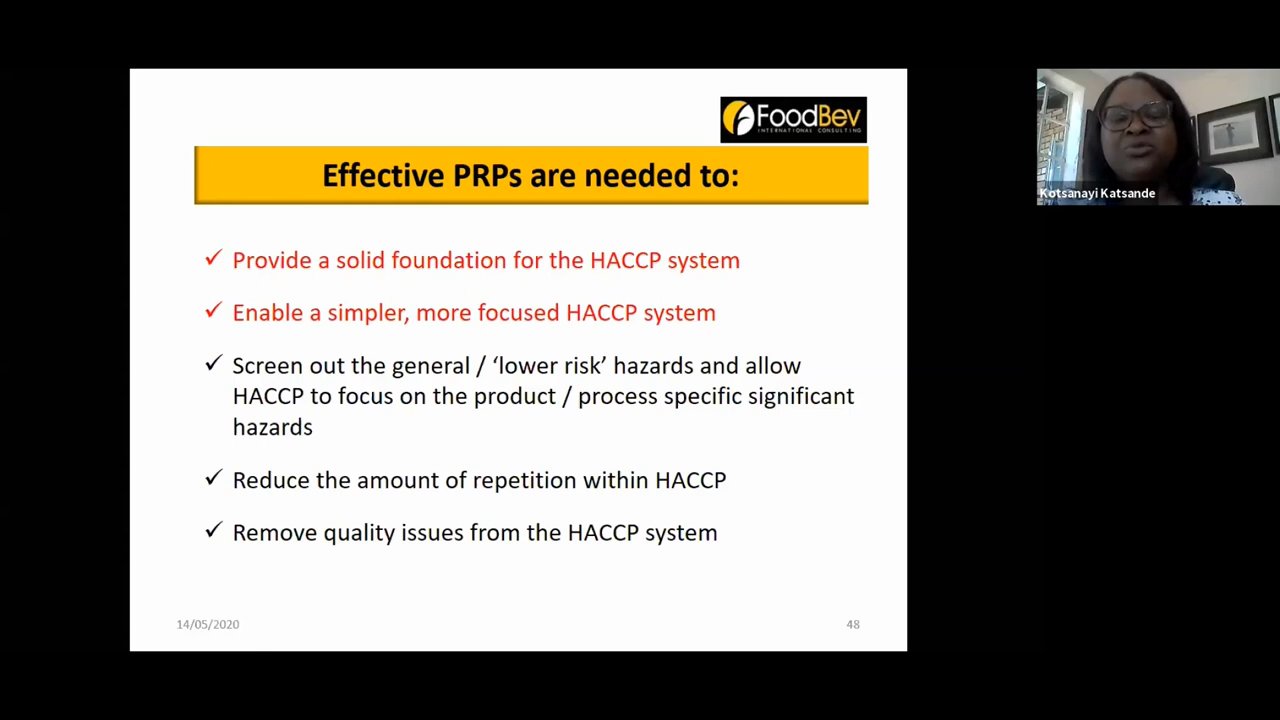 FoodBev
INTERNATIONAL CONSULTING
Effective PRPs are needed to:
✓ Provide a solid foundation for the HACCP system
✓ Enable a simpler, more focused HACCP system
✓ Screen out the general / ‘lower risk’ hazards and allow
HACCP to focus on the product / process specific significant
hazards
✓ Reduce the amount of repetition within HACCP
✓ Remove quality issues from the HACCP system
14/05/2020
48
Kotsanayi Katsande